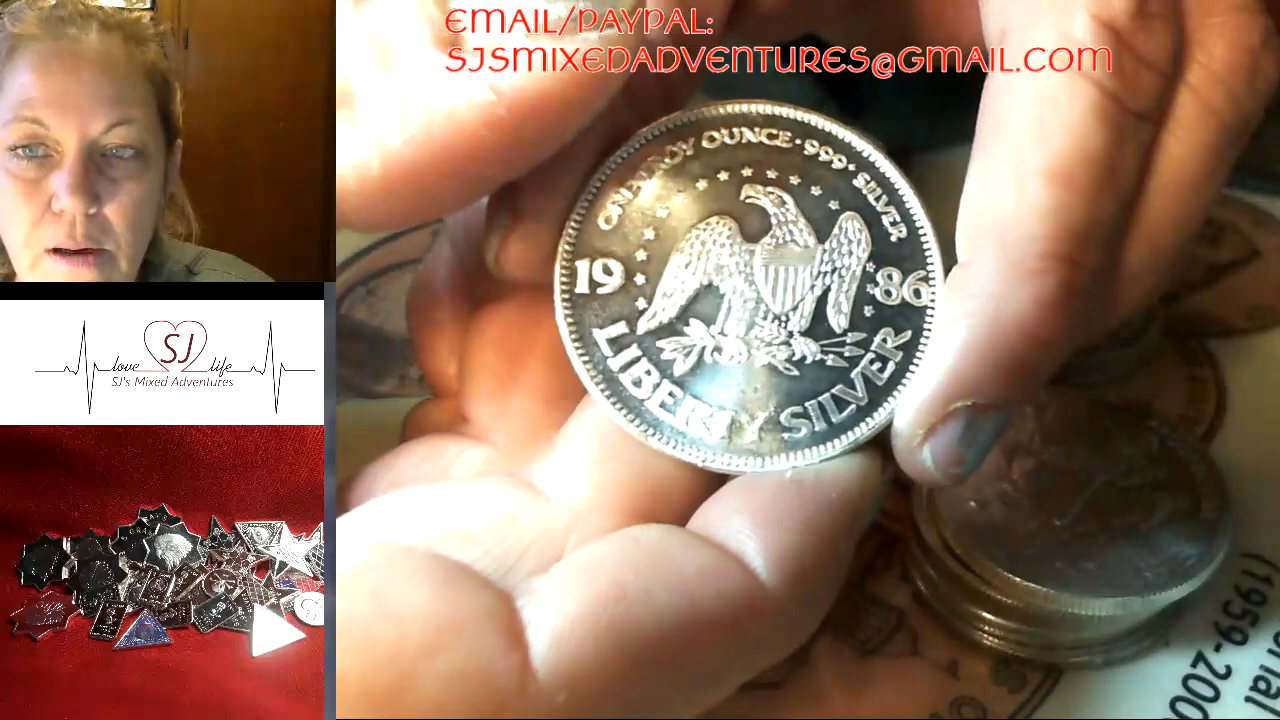 EMAIL/PAYPAL:
SJSMIXEDADVENTURES@GMAIL.COM
ONE TROY OUNCE · 999 · SILVER
19 86
LIBERTY SILVER
SJ
love life
SJ's Mixed Adventures
(1959-200
onal